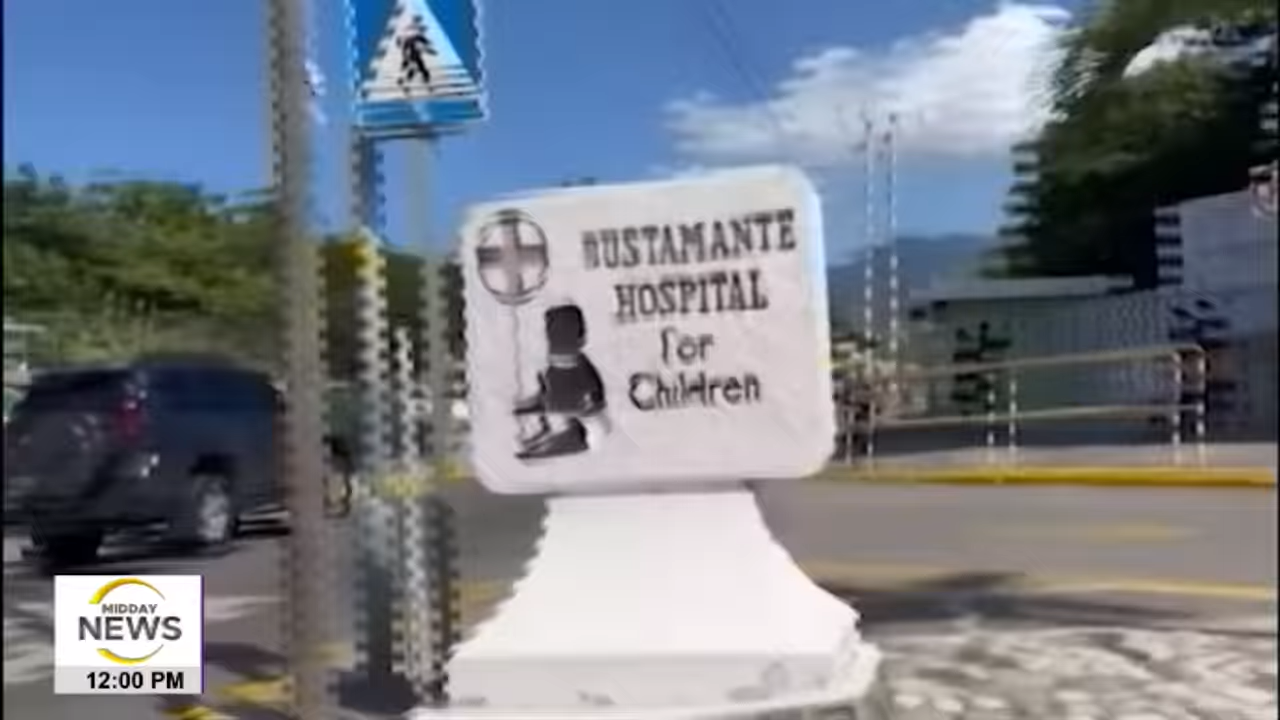 BUSTAMANTE
HOSPITAL
for
Children
MIDDAY
NEWS
12:00 PM